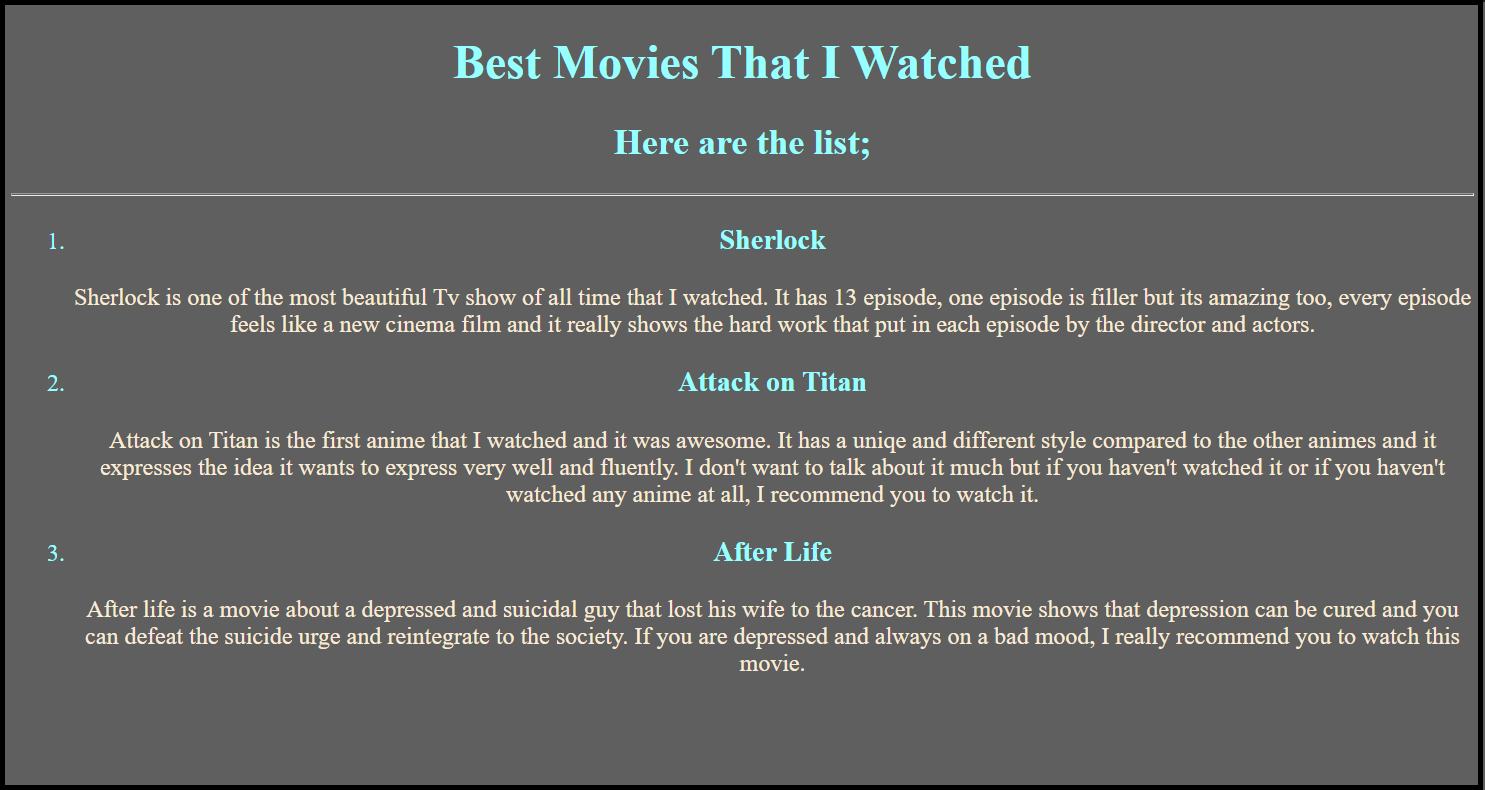 Best Movies That I Watched
Here are the list;
1. Sherlock
Sherlock is one of the most beautiful Tv show of all time that I watched. It has 13 episode, one episode is filler but its amazing too, every episode
feels like a new cinema film and it really shows the hard work that put in each episode by the director and actors.
2. Attack on Titan
Attack on Titan is the first anime that I watched and it was awesome. It has a uniqe and different style compared to the other animes and it
expresses the idea it wants to express very well and fluently. I don't want to talk about it much but if you haven't watched it or if you haven't
watched any anime at all, I recommend you to watch it.
3. After Life
After life is a movie about a depressed and suicidal guy that lost his wife to the cancer. This movie shows that depression can be cured and you
can defeat the suicide urge and reintegrate to the society. If you are depressed and always on a bad mood, I really recommend you to watch this
movie.